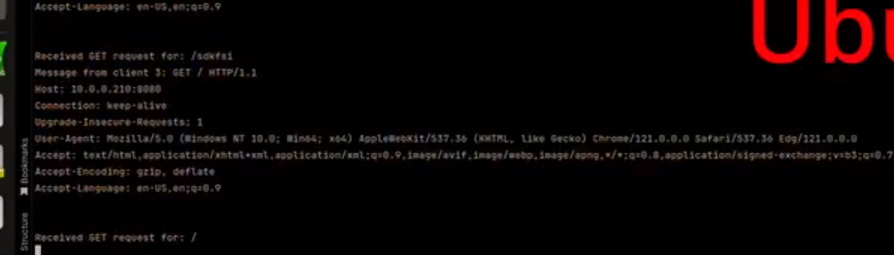 Accept-Language: en-US,en;q=0.9
Received GET request for: /sdkfsi
Message from client 3: GET / HTTP/1.1
Host: 10.0.0.210:8080
Connection: keep-alive
Upgrade-Insecure-Requests: 1
User-Agent: Mozilla/5.0 (Windows NT 10.0; Win64; x64) AppleWebKit/537.36 (KHTML, like Gecko) Chrome/121.0.0.0 Safari/537.36 Edg/121.0.0.0
Accept: text/html,application/xhtml+xml,application/xml;q=0.9,image/avif,image/webp,image/apng,*/*;q=0.8,application/signed-exchange;v=b3;q=0.7
Accept-Encoding: gzip, deflate
Accept-Language: en-US,en;q=0.9
Received GET request for: /
Ubu
Bookmarks
Structure